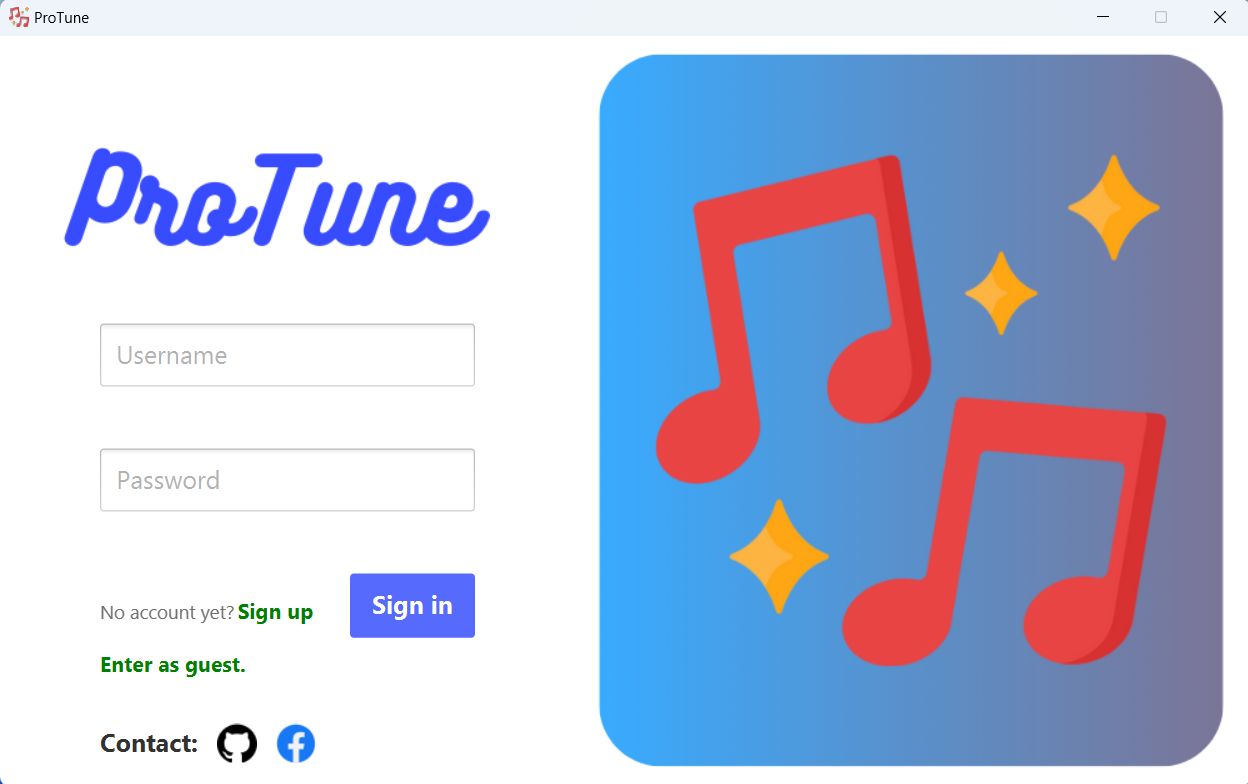 ProTune
ProTune
Username
Password
No account yet? Sign up
Sign in
Enter as guest.
Contact: